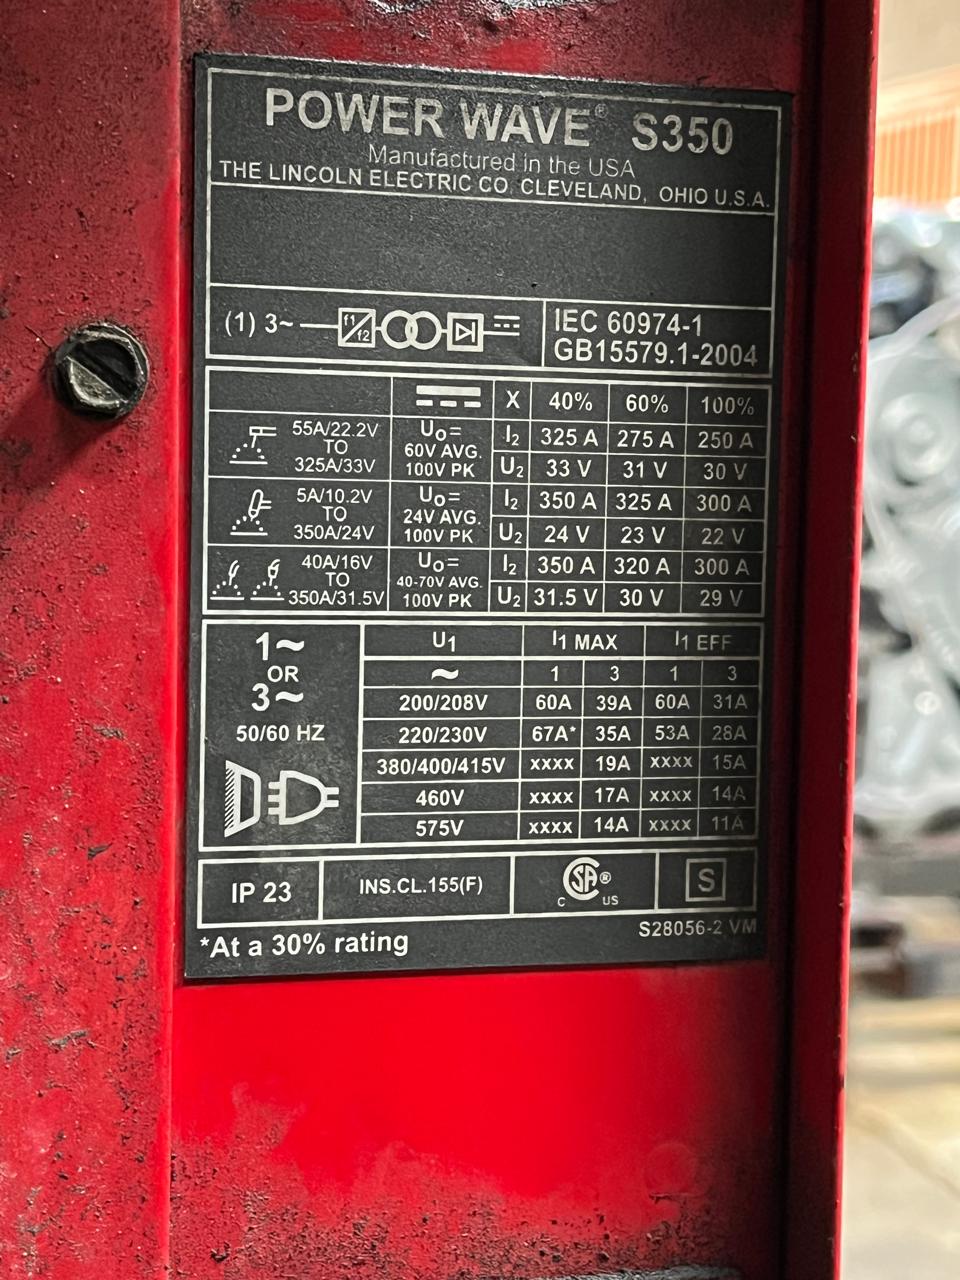 POWER WAVE® S350
Manufactured in the USA
THE LINCOLN ELECTRIC CO. CLEVELAND, OHIO U.S.A.
(1) 3~ f1 f2
IEC 60974-1
GB15579.1-2004
X 40% 60% 100%
55A/22.2V TO 325A/33V
U0= 60V AVG. 100V PK
I2 325 A 275 A 250 A
U2 33 V 31 V 30 V
5A/10.2V TO 350A/24V
U0= 24V AVG. 100V PK
I2 350 A 325 A 300 A
U2 24 V 23 V 22 V
40A/16V TO 350A/31.5V
U0= 40-70V AVG. 100V PK
I2 350 A 320 A 300 A
U2 31.5 V 30 V 29 V
1~
OR
3~
50/60 HZ
U1 I1 MAX I1 EFF
~ 1 3 1 3
200/208V 60A 39A 60A 31A
220/230V 67A* 35A 53A 28A
380/400/415V xxxx 19A xxxx 15A
460V xxxx 17A xxxx 14A
575V xxxx 14A xxxx 11A
IP 23 INS.CL.155(F) C SA® US S
S28056-2 VM
*At a 30% rating